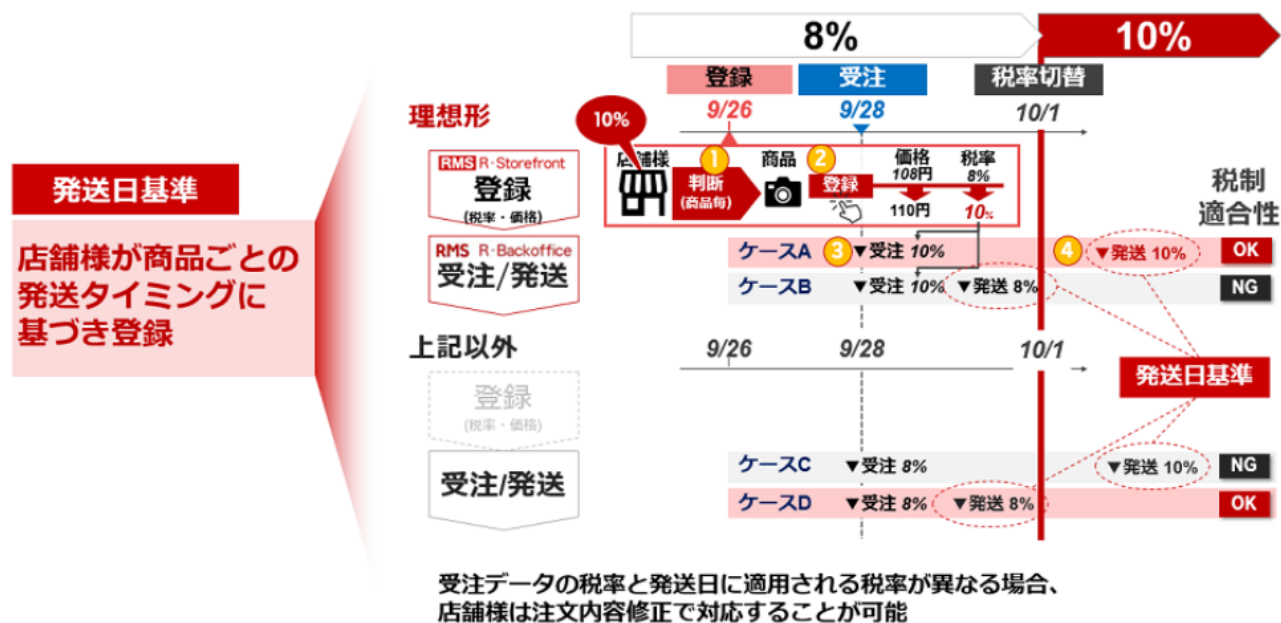 8%
10%
登録
受注
税率切替
理想形
9/26
9/28
10/1
10%
発送日基準
店舗様が商品ごとの
発送タイミングに
基づき登録
RMS R-Storefront
登録
(税率・価格)
店舗様
1
判断
(商品毎)
商品
2
登録
価格
108円
110円
税率
8%
10%
税制
適合性
RMS R-Backoffice
受注/発送
ケースA
3
▼受注 10%
4
▼発送 10%
OK
ケースB
▼受注 10%
▼発送 8%
NG
上記以外
9/26
9/28
10/1
発送日基準
登録
(税率・価格)
受注/発送
ケースC
▼受注 8%
▼発送 10%
NG
ケースD
▼受注 8%
▼発送 8%
OK
受注データの税率と発送日に適用される税率が異なる場合、
店舗様は注文内容修正で対応することが可能